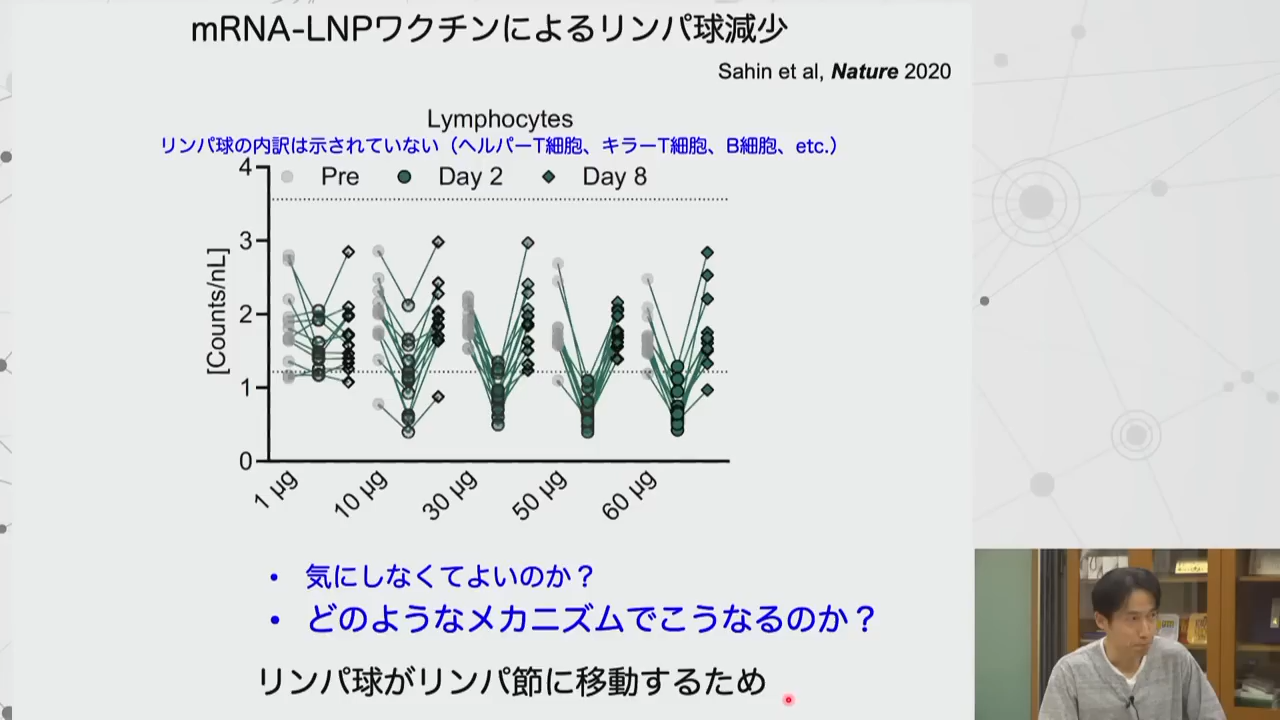 mRNA-LNPワクチンによるリンパ球減少
Sahin et al, Nature 2020
Lymphocytes
リンパ球の内訳は示されていない（ヘルパーT細胞、キラーT細胞、B細胞、etc.）
Pre Day 2 Day 8
[Counts/nL]
4
3
2
1
0
1 µg 10 µg 30 µg 50 µg 60 µg
• 気にしなくてよいのか？
• どのようなメカニズムでこうなるのか？
リンパ球がリンパ節に移動するため